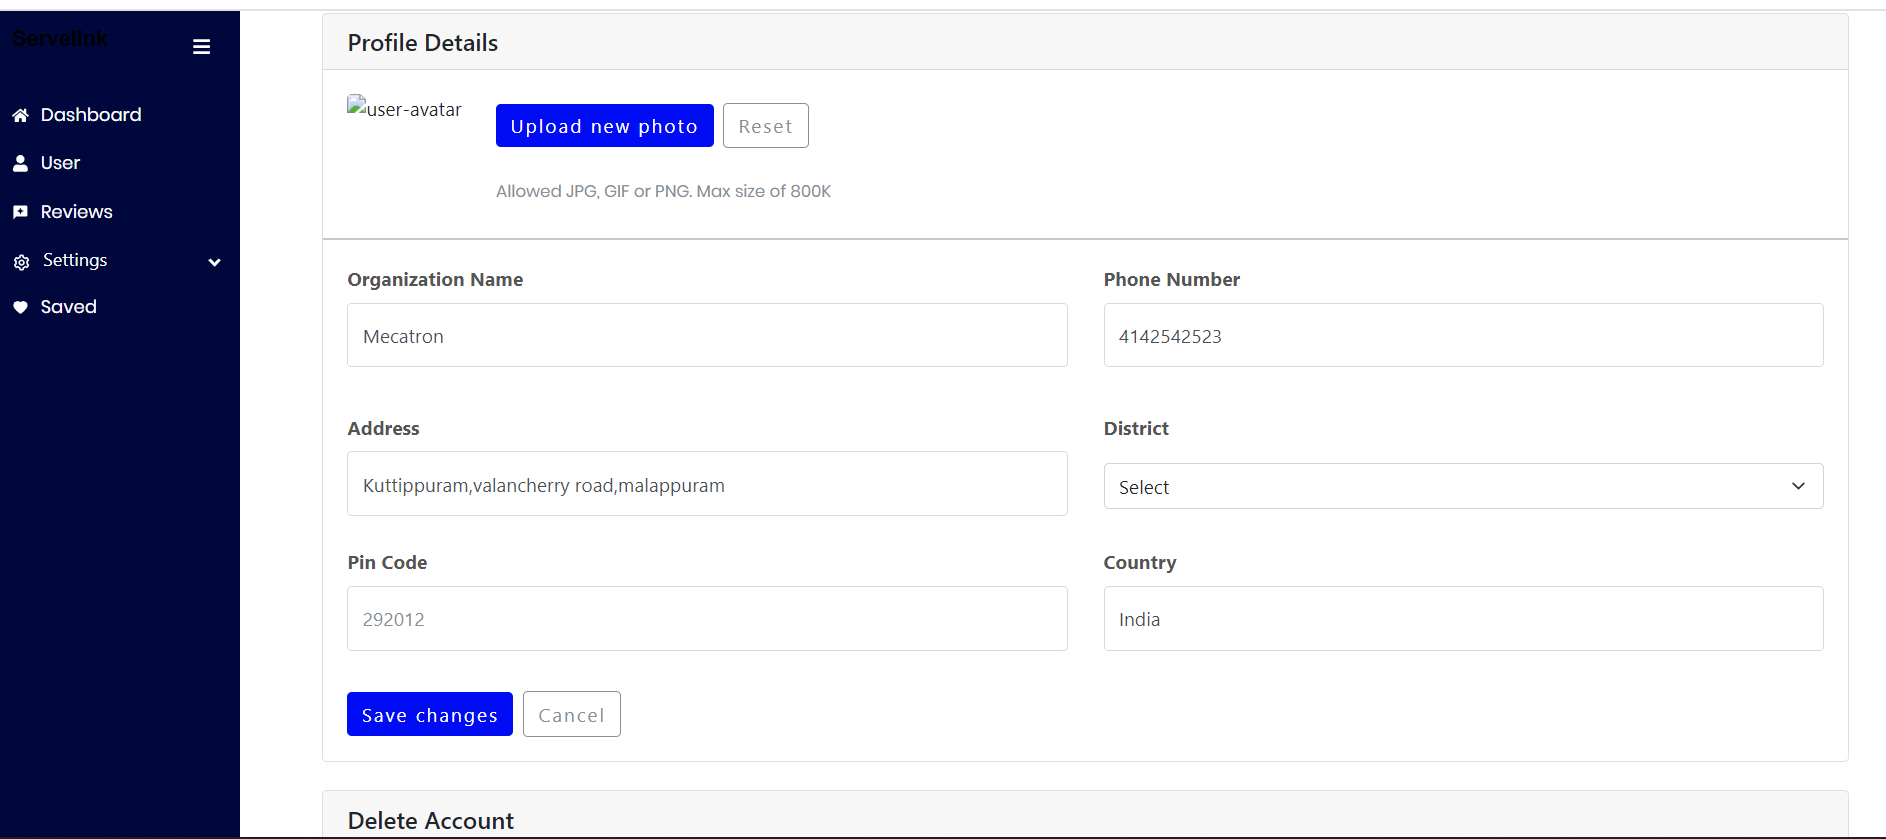 Servelink
Dashboard
User
Reviews
Settings
Saved
Profile Details
user-avatar
Upload new photo
Reset
Allowed JPG, GIF or PNG. Max size of 800K
Organization Name
Phone Number
Mecatron
4142542523
Address
District
Kuttippuram,valancherry road,malappuram
Select
Pin Code
Country
292012
India
Save changes
Cancel
Delete Account